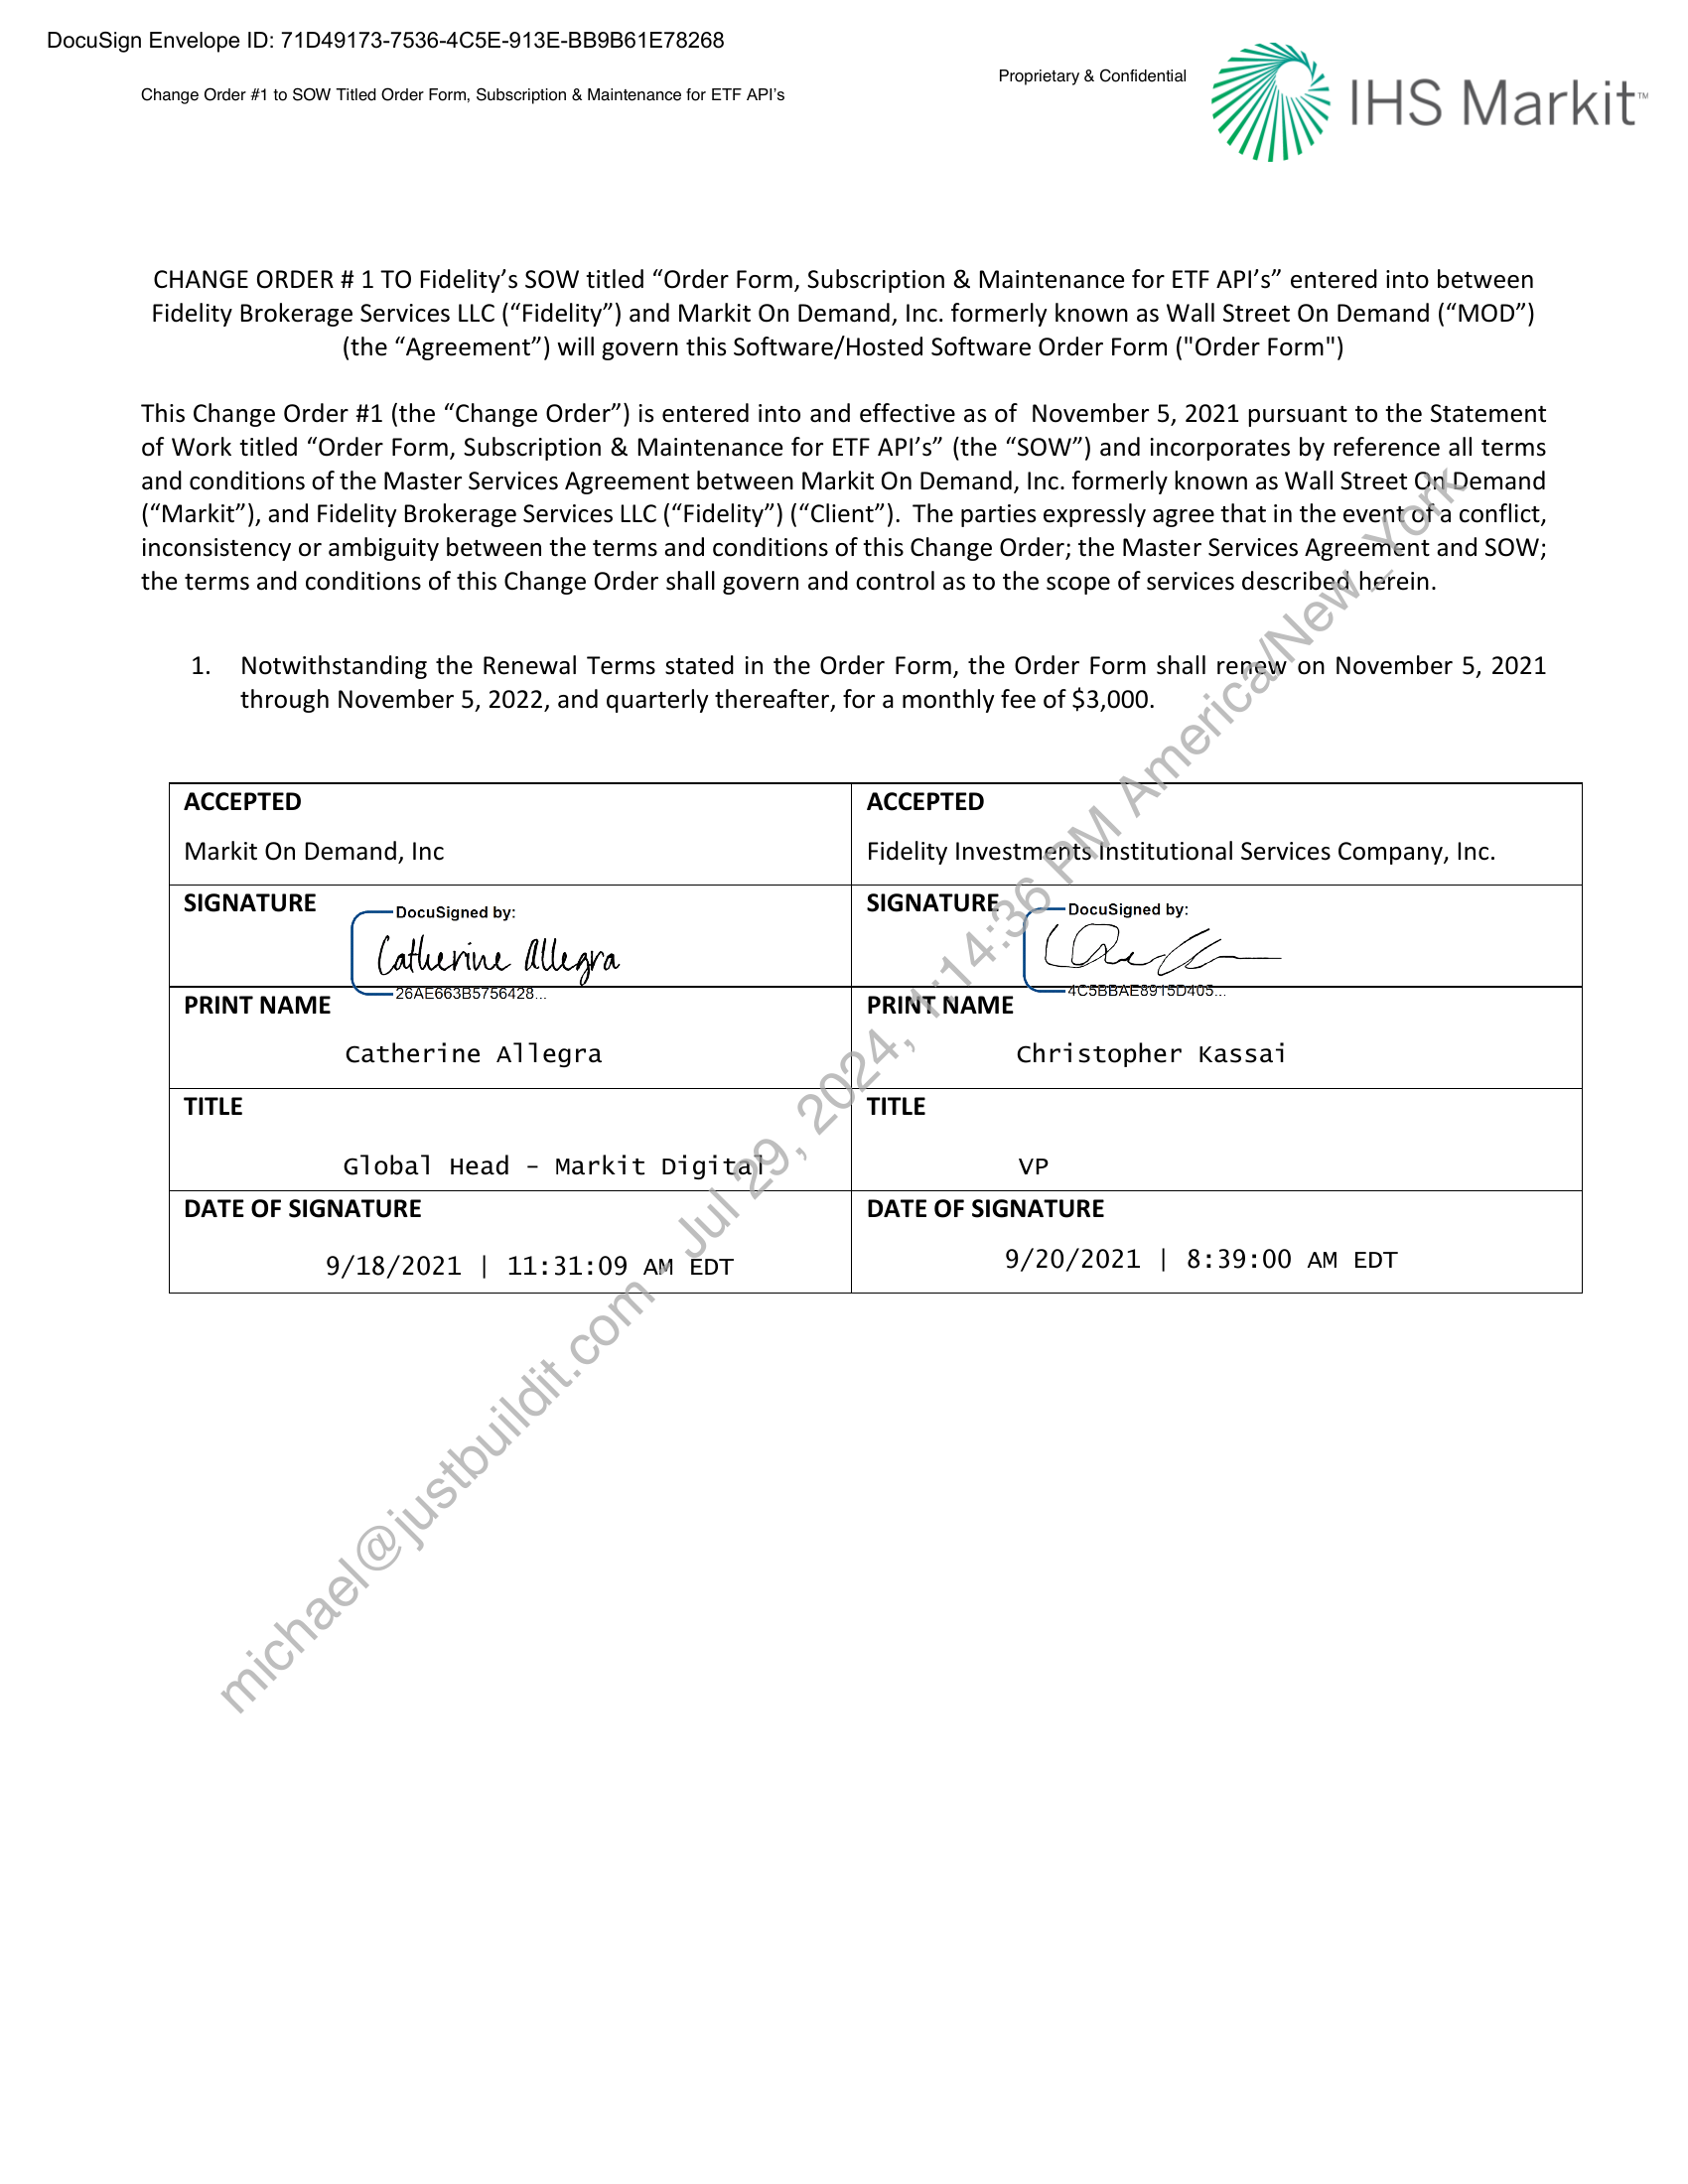 DocuSign Envelope ID: 71D49173-7536-4C5E-913E-BB9B61E78268
Change Order #1 to SOW Titled Order Form, Subscription & Maintenance for ETF API’s
Proprietary & Confidential
IHS Markit™
CHANGE ORDER # 1 TO Fidelity’s SOW titled “Order Form, Subscription & Maintenance for ETF API’s” entered into between
Fidelity Brokerage Services LLC (“Fidelity”) and Markit On Demand, Inc. formerly known as Wall Street On Demand (“MOD”)
(the “Agreement”) will govern this Software/Hosted Software Order Form ("Order Form")
This Change Order #1 (the “Change Order”) is entered into and effective as of  November 5, 2021 pursuant to the Statement
of Work titled “Order Form, Subscription & Maintenance for ETF API’s” (the “SOW”) and incorporates by reference all terms
and conditions of the Master Services Agreement between Markit On Demand, Inc. formerly known as Wall Street On Demand
(“Markit”), and Fidelity Brokerage Services LLC (“Fidelity”) (“Client”).  The parties expressly agree that in the event of a conflict,
inconsistency or ambiguity between the terms and conditions of this Change Order; the Master Services Agreement and SOW;
the terms and conditions of this Change Order shall govern and control as to the scope of services described herein.
1. Notwithstanding the Renewal Terms stated in the Order Form, the Order Form shall renew on November 5, 2021
through November 5, 2022, and quarterly thereafter, for a monthly fee of $3,000.
ACCEPTED
Markit On Demand, Inc
ACCEPTED
Fidelity Investments Institutional Services Company, Inc.
SIGNATURE
DocuSigned by:
Catherine Allegra
26AE663B5756428...
SIGNATURE
DocuSigned by:
4C5BBAE8915D405...
PRINT NAME
Catherine Allegra
PRINT NAME
Christopher Kassai
TITLE
Global Head - Markit Digital
TITLE
VP
DATE OF SIGNATURE
9/18/2021 | 11:31:09 AM EDT
DATE OF SIGNATURE
9/20/2021 | 8:39:00 AM EDT
michael@justbuildit.com - Jul 29, 2024, 1:14:36 PM America/New_York